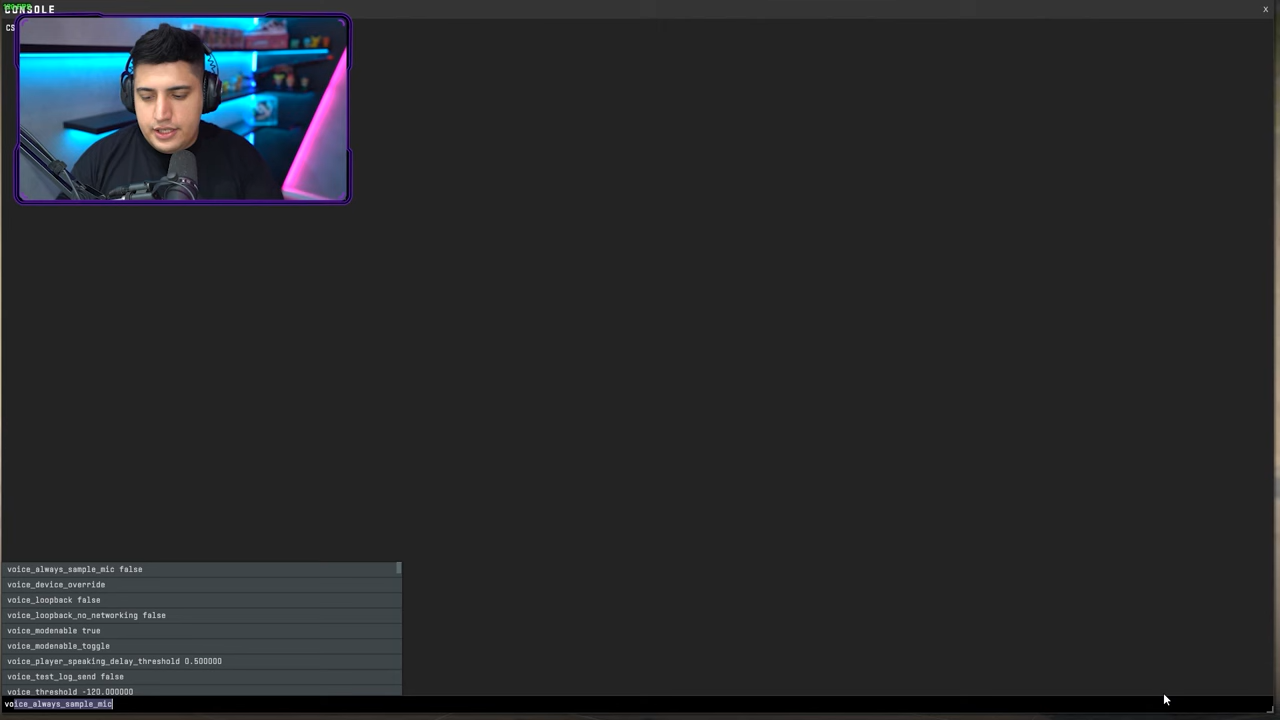 CONSOLE
X
CS
voice_always_sample_mic false
voice_device_override
voice_loopback false
voice_loopback_no_networking false
voice_modenable true
voice_modenable_toggle
voice_player_speaking_delay_threshold 0.500000
voice_test_log_send false
voice_threshold -120.000000
voice_always_sample_mic